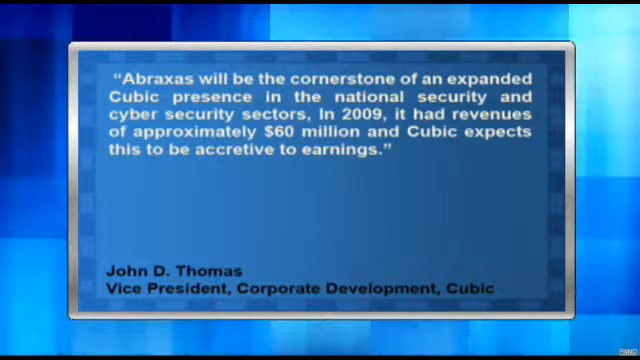 “Abraxas will be the cornerstone of an expanded
Cubic presence in the national security and
cyber security sectors, In 2009, it had revenues
of approximately $60 million and Cubic expects
this to be accretive to earnings.”
John D. Thomas
Vice President, Corporate Development, Cubic